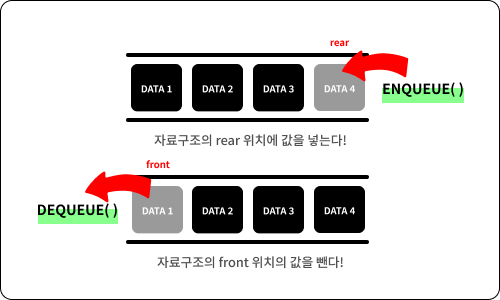 rear
DATA 1 DATA 2 DATA 3 DATA 4
ENQUEUE( )
자료구조의 rear 위치에 값을 넣는다!
front
DEQUEUE( )
DATA 1 DATA 2 DATA 3 DATA 4
자료구조의 front 위치의 값을 뺀다!